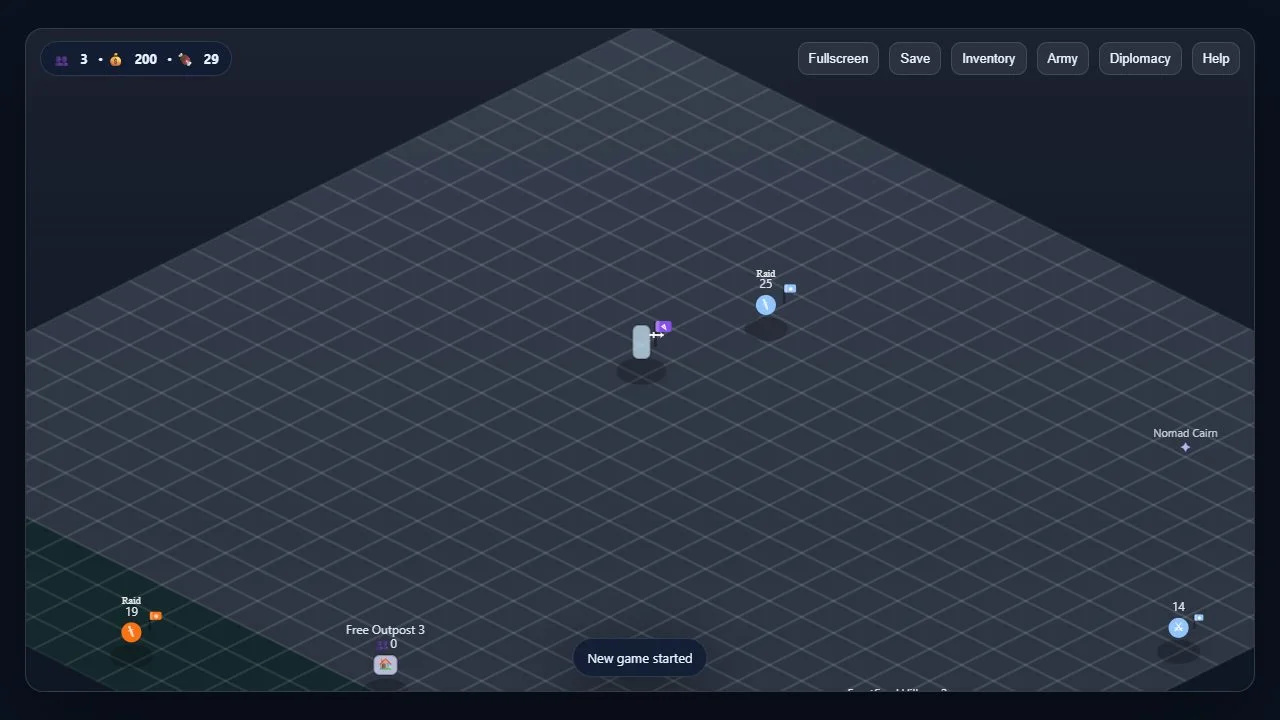 3 • 200 • 29
Fullscreen
Save
Inventory
Army
Diplomacy
Help
Raid
25
Nomad Cairn
Raid
19
14
Free Outpost 3
0
New game started